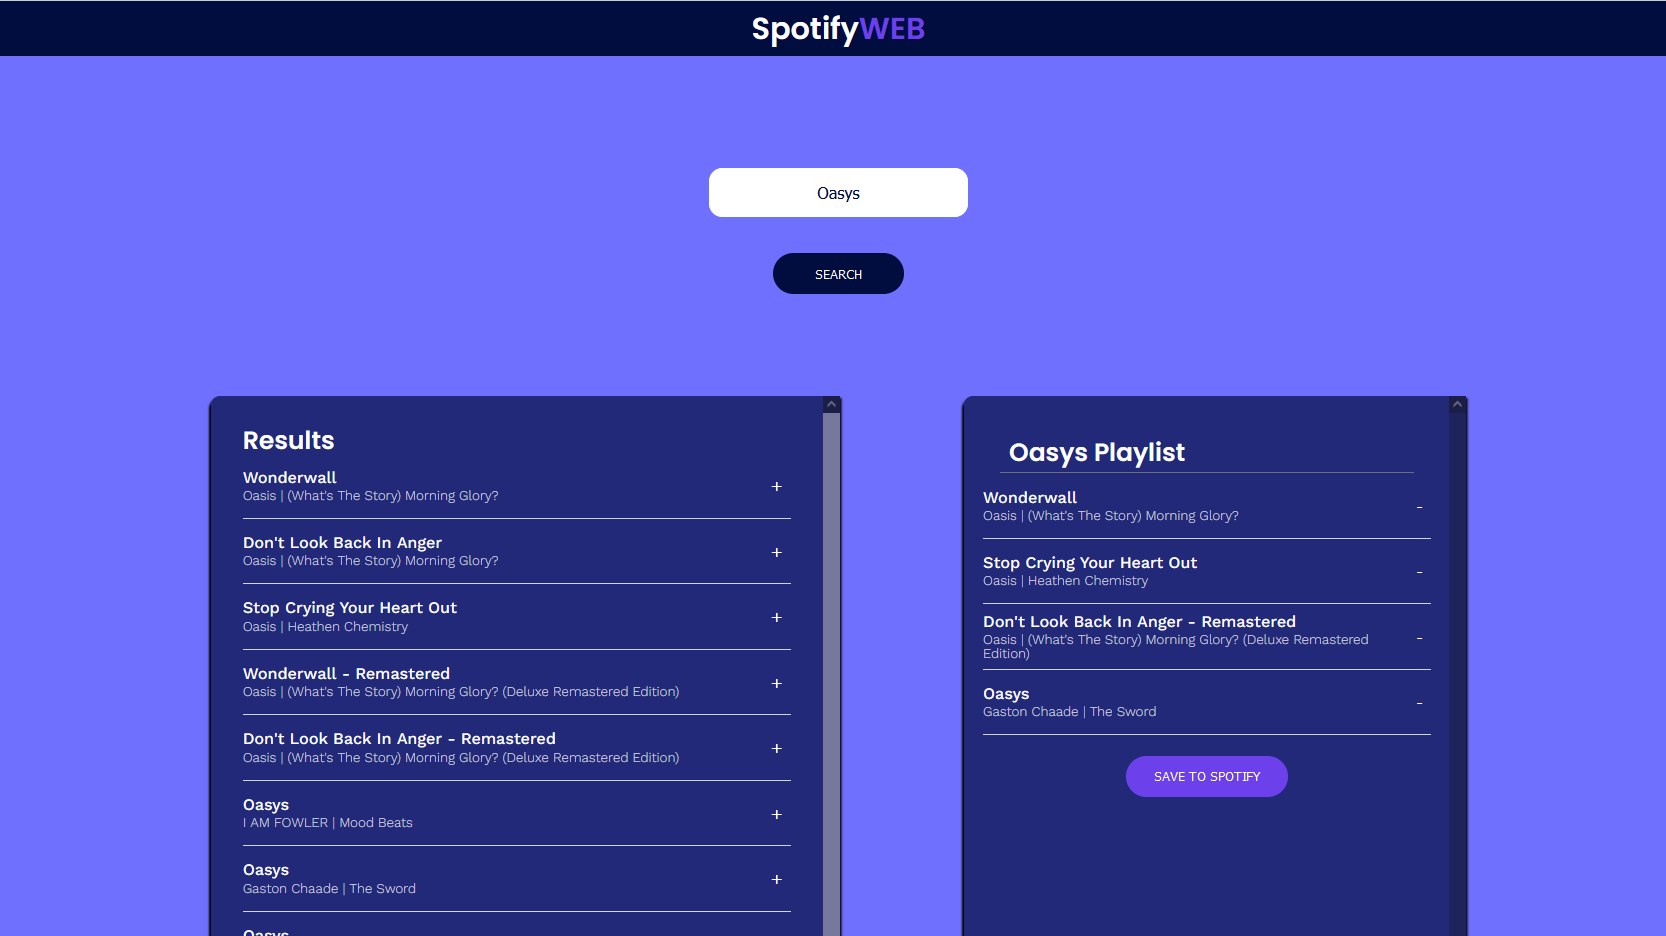 SpotifyWEB
Oasys
SEARCH
Results
Wonderwall
Oasis | (What's The Story) Morning Glory?
+
Don't Look Back In Anger
Oasis | (What's The Story) Morning Glory?
+
Stop Crying Your Heart Out
Oasis | Heathen Chemistry
+
Wonderwall - Remastered
Oasis | (What's The Story) Morning Glory? (Deluxe Remastered Edition)
+
Don't Look Back In Anger - Remastered
Oasis | (What's The Story) Morning Glory? (Deluxe Remastered Edition)
+
Oasys
I AM FOWLER | Mood Beats
+
Oasys
Gaston Chaade | The Sword
+
Oasys
Oasys Playlist
Wonderwall
Oasis | (What's The Story) Morning Glory?
-
Stop Crying Your Heart Out
Oasis | Heathen Chemistry
-
Don't Look Back In Anger - Remastered
Oasis | (What's The Story) Morning Glory? (Deluxe Remastered
Edition)
-
Oasys
Gaston Chaade | The Sword
-
SAVE TO SPOTIFY